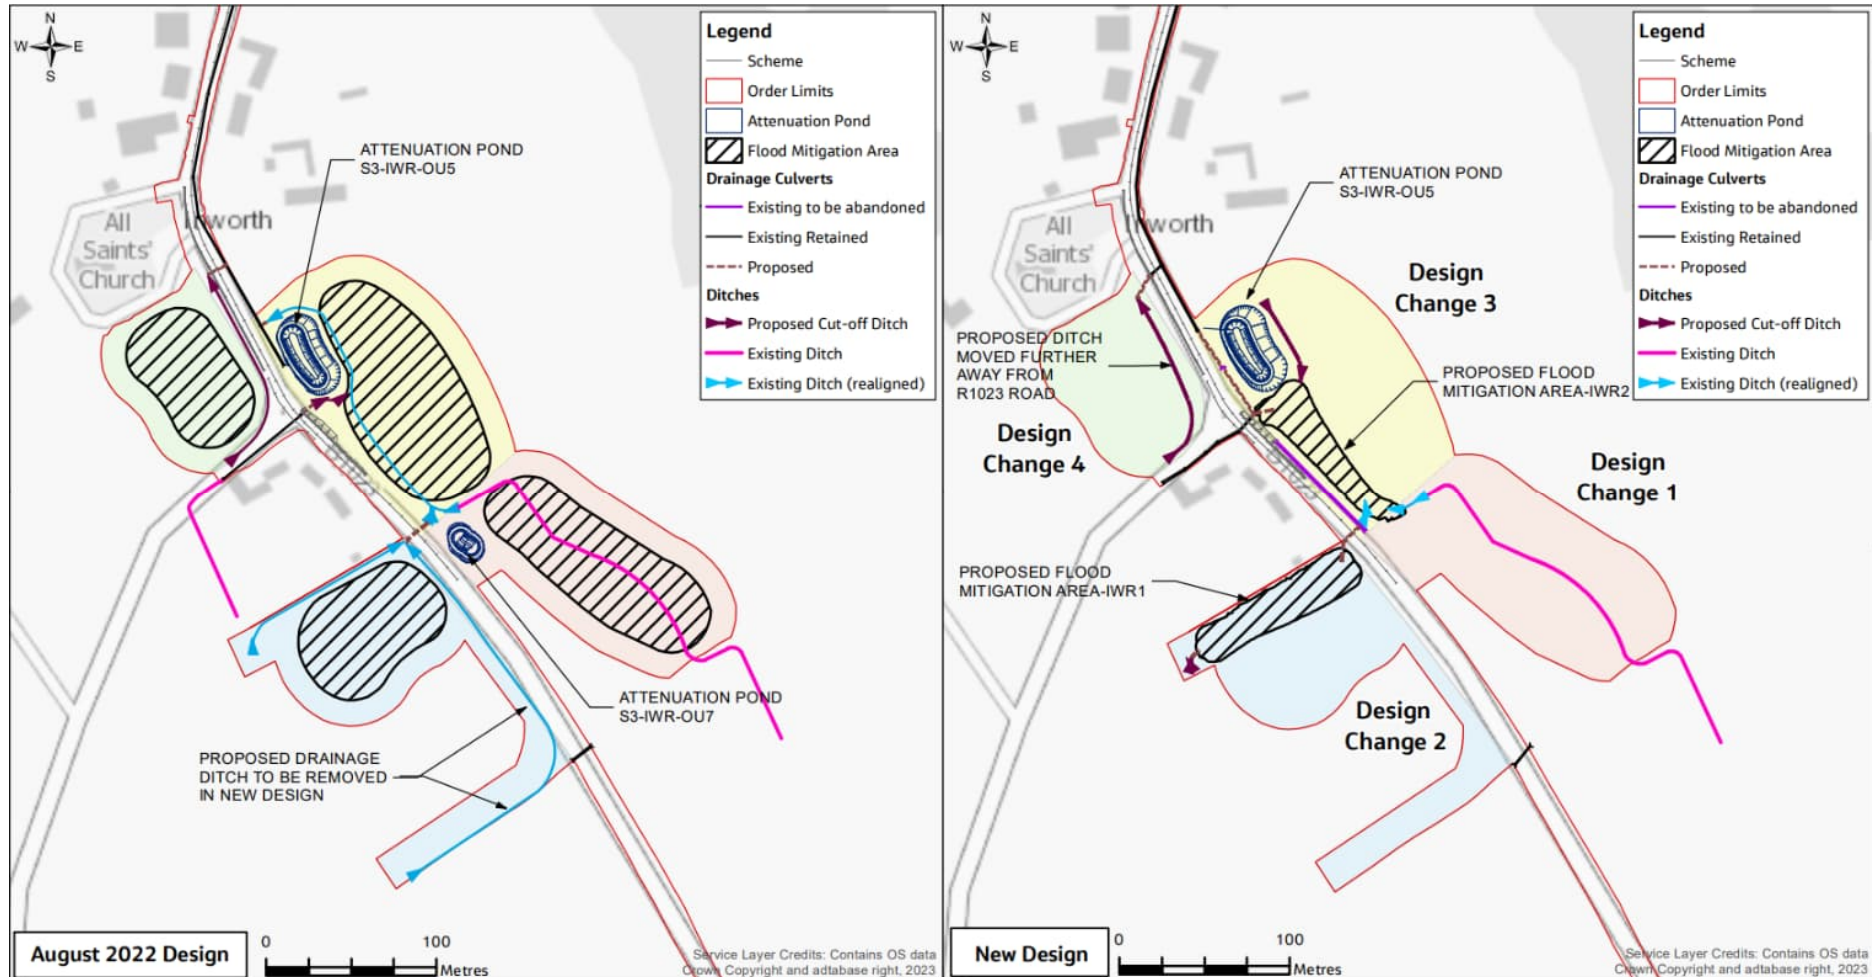 N
W E
S
Legend
Scheme
Order Limits
Attenuation Pond
Flood Mitigation Area
Drainage Culverts
Existing to be abandoned
Existing Retained
Proposed
Ditches
Proposed Cut-off Ditch
Existing Ditch
Existing Ditch (realigned)
ATTENUATION POND
S3-IWR-OU5
All
Saints'
Church
worth
ATTENUATION POND
S3-IWR-OU7
PROPOSED DRAINAGE
DITCH TO BE REMOVED
IN NEW DESIGN
August 2022 Design
0 100
Metres
Service Layer Credits: Contains OS data
Crown Copyright and adtabase right, 2023
N
W E
S
Legend
Scheme
Order Limits
Attenuation Pond
Flood Mitigation Area
Drainage Culverts
Existing to be abandoned
Existing Retained
Proposed
Ditches
Proposed Cut-off Ditch
Existing Ditch
Existing Ditch (realigned)
ATTENUATION POND
S3-IWR-OU5
All
Saints'
Church
worth
Design
Change 3
PROPOSED DITCH
MOVED FURTHER
AWAY FROM
R1023 ROAD
PROPOSED FLOOD
MITIGATION AREA-IWR2
Design
Change 4
Design
Change 1
PROPOSED FLOOD
MITIGATION AREA-IWR1
Design
Change 2
New Design
0 100
Metres
Service Layer Credits: Contains OS data
Crown Copyright and adtabase right, 2023